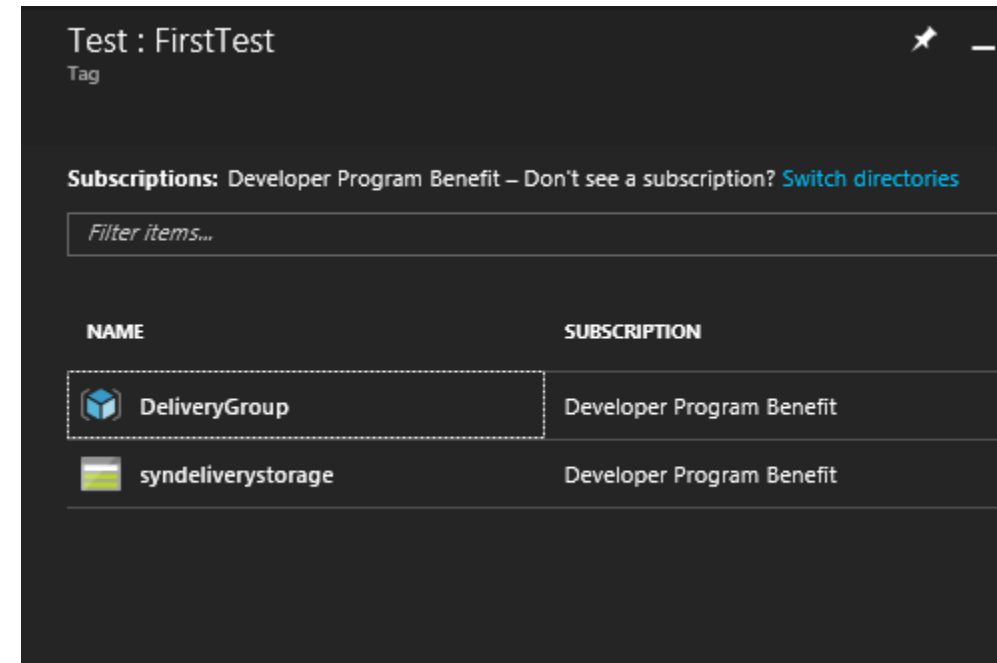 Test : FirstTest
Tag
Subscriptions: Developer Program Benefit – Don't see a subscription? Switch directories
Filter items...
NAME SUBSCRIPTION
DeliveryGroup Developer Program Benefit
syndeliverystorage Developer Program Benefit